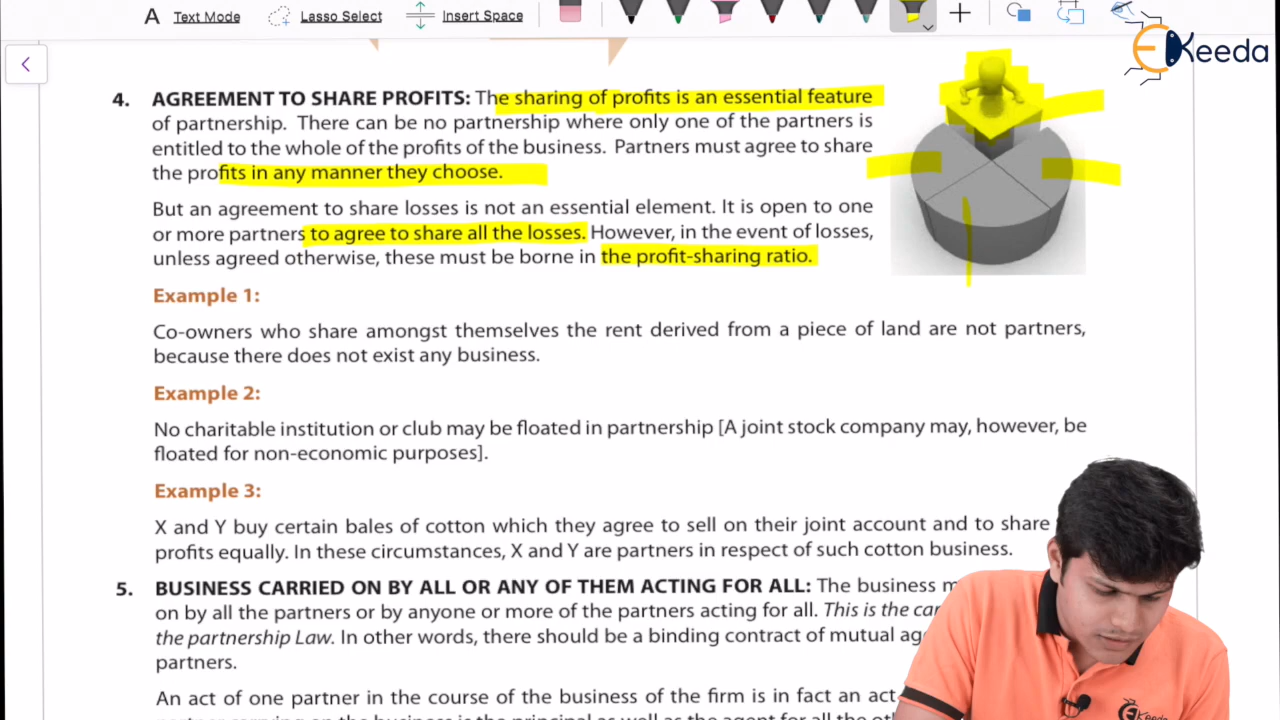 A Text Mode Lasso Select Insert Space
Keeda
4. AGREEMENT TO SHARE PROFITS: The sharing of profits is an essential feature
of partnership. There can be no partnership where only one of the partners is
entitled to the whole of the profits of the business. Partners must agree to share
the profits in any manner they choose.
But an agreement to share losses is not an essential element. It is open to one
or more partners to agree to share all the losses. However, in the event of losses,
unless agreed otherwise, these must be borne in the profit-sharing ratio.
Example 1:
Co-owners who share amongst themselves the rent derived from a piece of land are not partners,
because there does not exist any business.
Example 2:
No charitable institution or club may be floated in partnership [A joint stock company may, however, be
floated for non-economic purposes].
Example 3:
X and Y buy certain bales of cotton which they agree to sell on their joint account and to share
profits equally. In these circumstances, X and Y are partners in respect of such cotton business.
5. BUSINESS CARRIED ON BY ALL OR ANY OF THEM ACTING FOR ALL: The business
on by all the partners or by anyone or more of the partners acting for all. This is the
the partnership Law. In other words, there should be a binding contract of mutual
partners.
An act of one partner in the course of the business of the firm is in fact an act